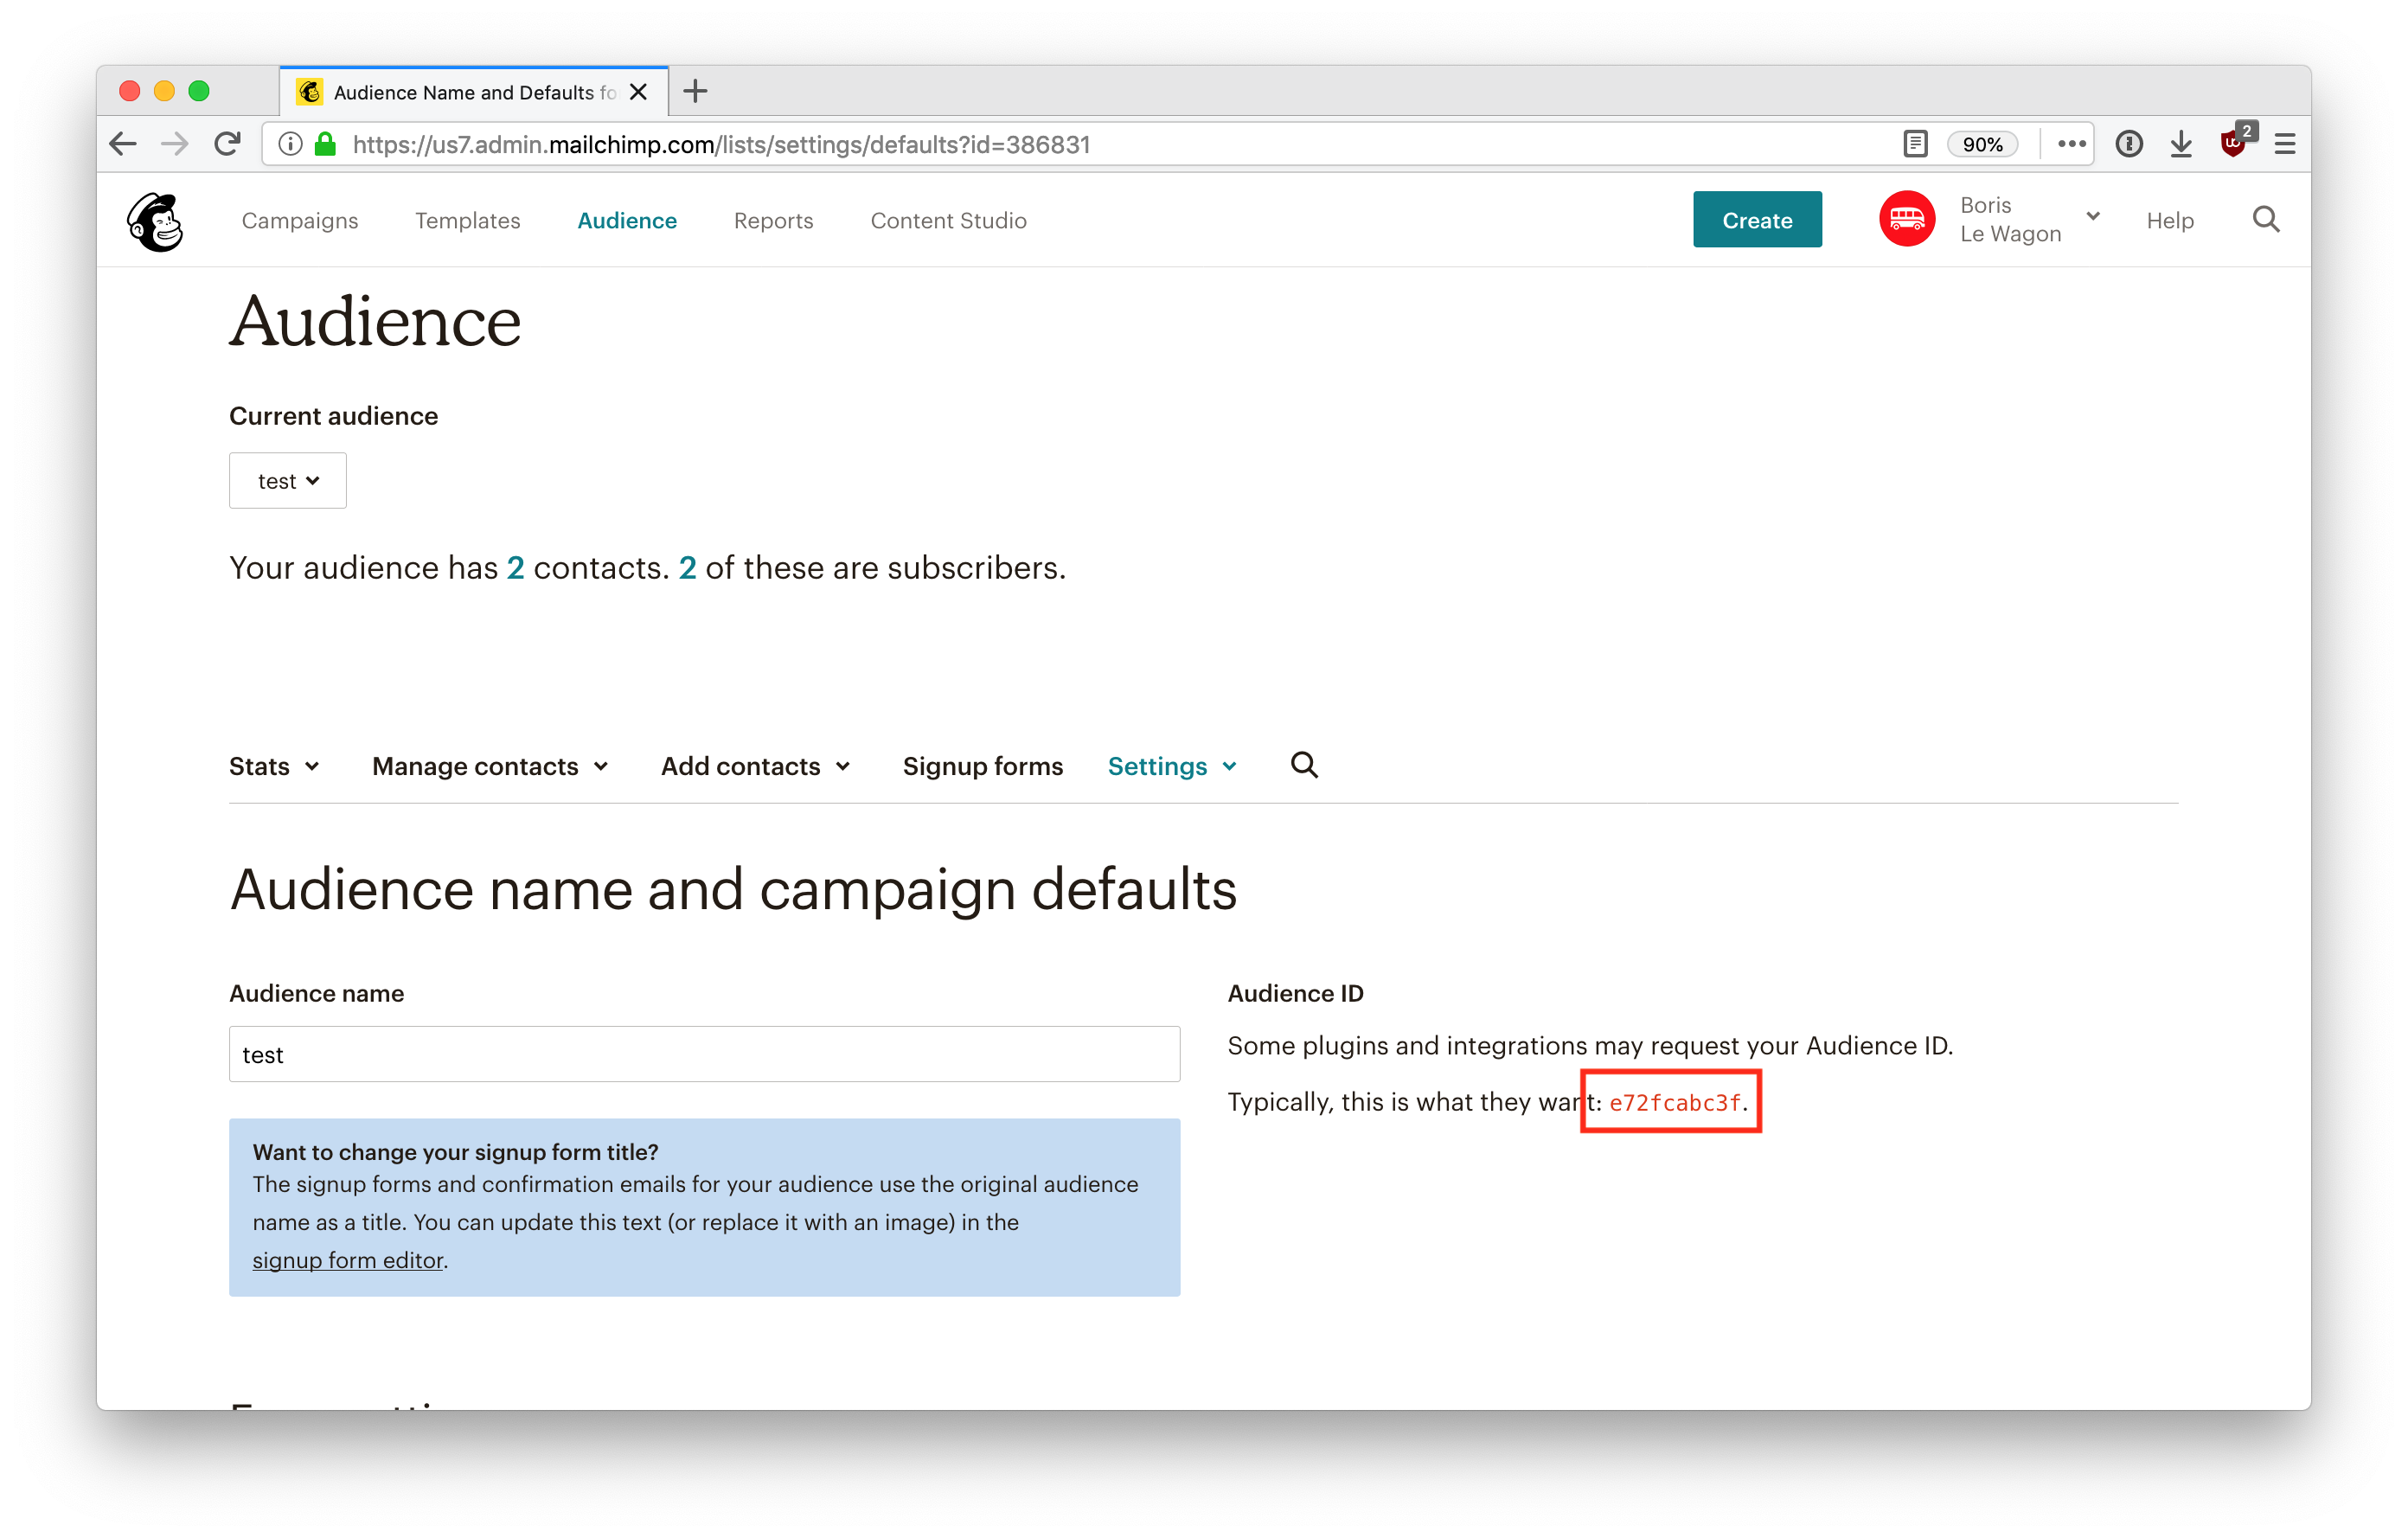 Audience Name and Defaults fo
https://us7.admin.mailchimp.com/lists/settings/defaults?id=386831
90%
2
Campaigns
Templates
Audience
Reports
Content Studio
Create
Boris
Le Wagon
Help
Audience
Current audience
test
Your audience has 2 contacts. 2 of these are subscribers.
Stats
Manage contacts
Add contacts
Signup forms
Settings
Audience name and campaign defaults
Audience name
test
Want to change your signup form title?
The signup forms and confirmation emails for your audience use the original audience
name as a title. You can update this text (or replace it with an image) in the
signup form editor.
Audience ID
Some plugins and integrations may request your Audience ID.
Typically, this is what they want: e72fcabc3f.